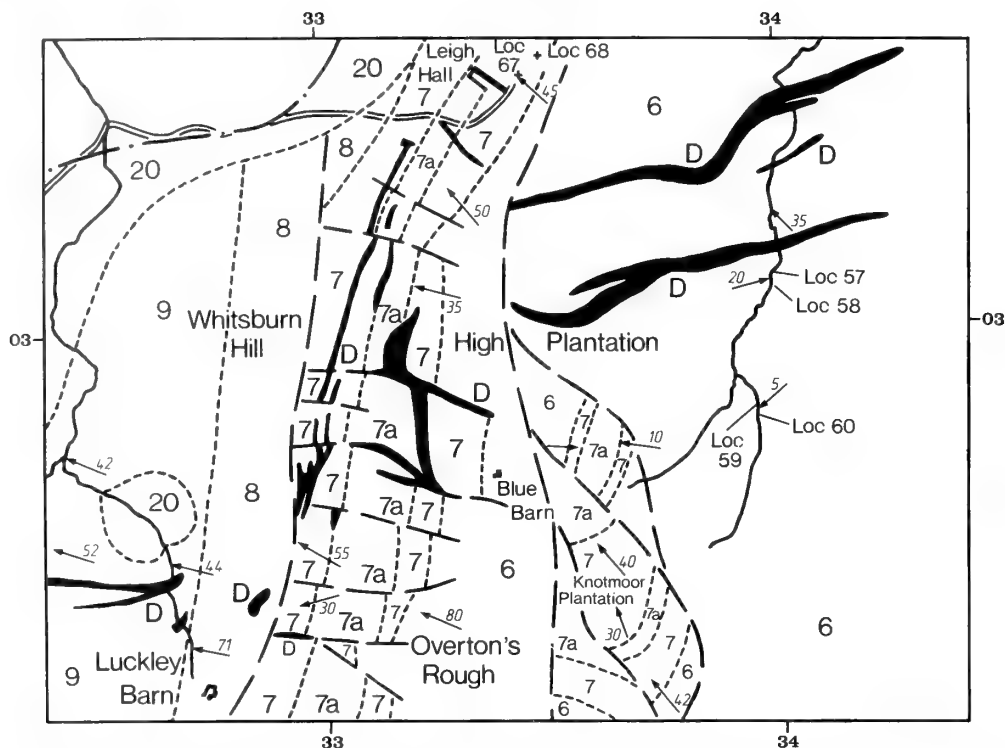 33
34
Leigh
Hall
Loc
67
Loc 68
20
45
7
6
D
8
7
7a
D
20
50
35
8
7
35
20
Loc 57
D
Loc 58
9
Whitsburn
Hill
7a
03
03
High
Plantation
D
7
7
D
6
7
5
7a
10
Loc 60
7
7a
7
Loc
59
42
7
Blue
Barn
8
20
7
7a
52
55
7
40
44
6
7
7a
Knotmoor
Plantation
D
30
7
7a
D
7
80
7a
6
30
71
D
7
Overton's
Rough
7a
6
9
Luckley
Barn
7
42
7
7a
7
6
33
34